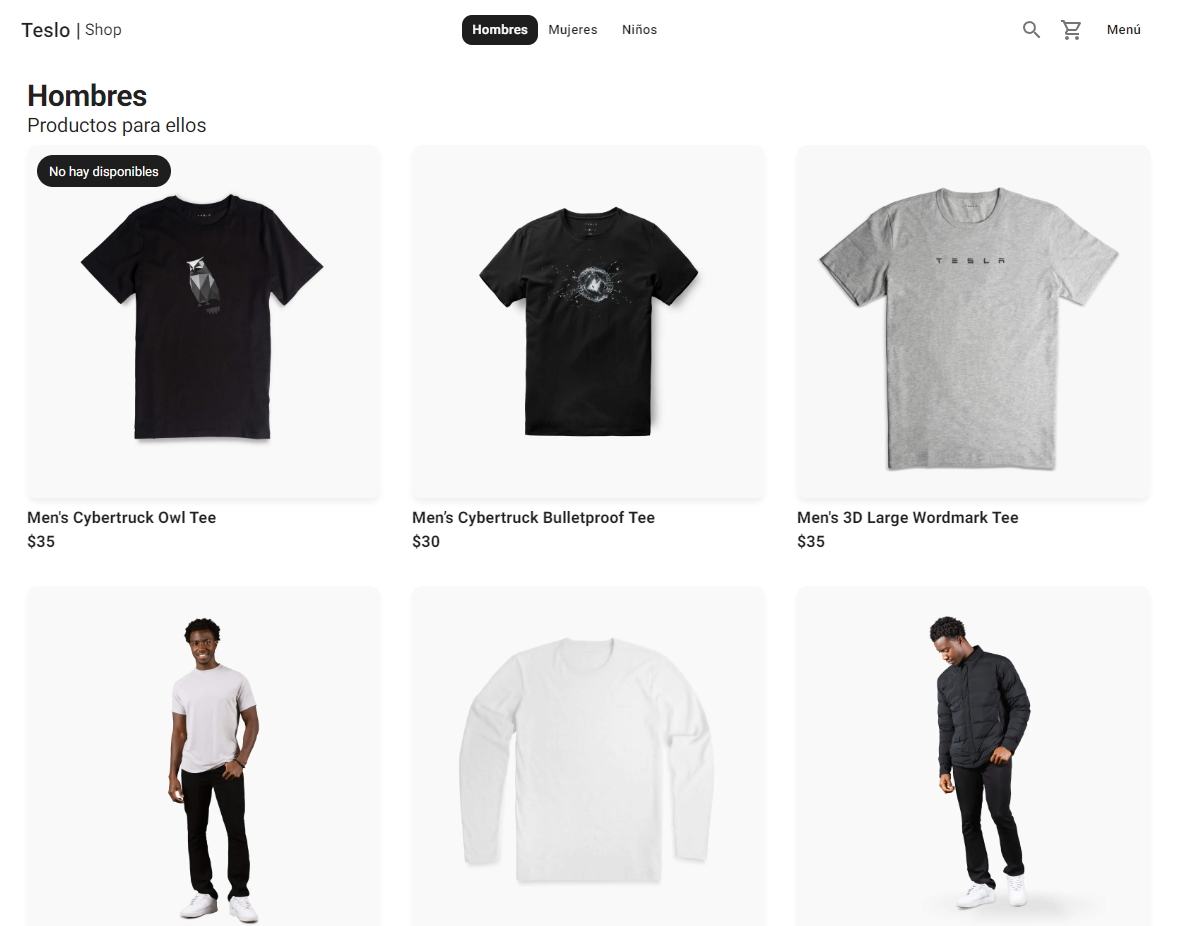 Teslo | Shop
Hombres
Mujeres
Niños
Menú
Hombres
Productos para ellos
No hay disponibles
TESLA
Men's Cybertruck Owl Tee
$35
Men’s Cybertruck Bulletproof Tee
$30
Men's 3D Large Wordmark Tee
$35